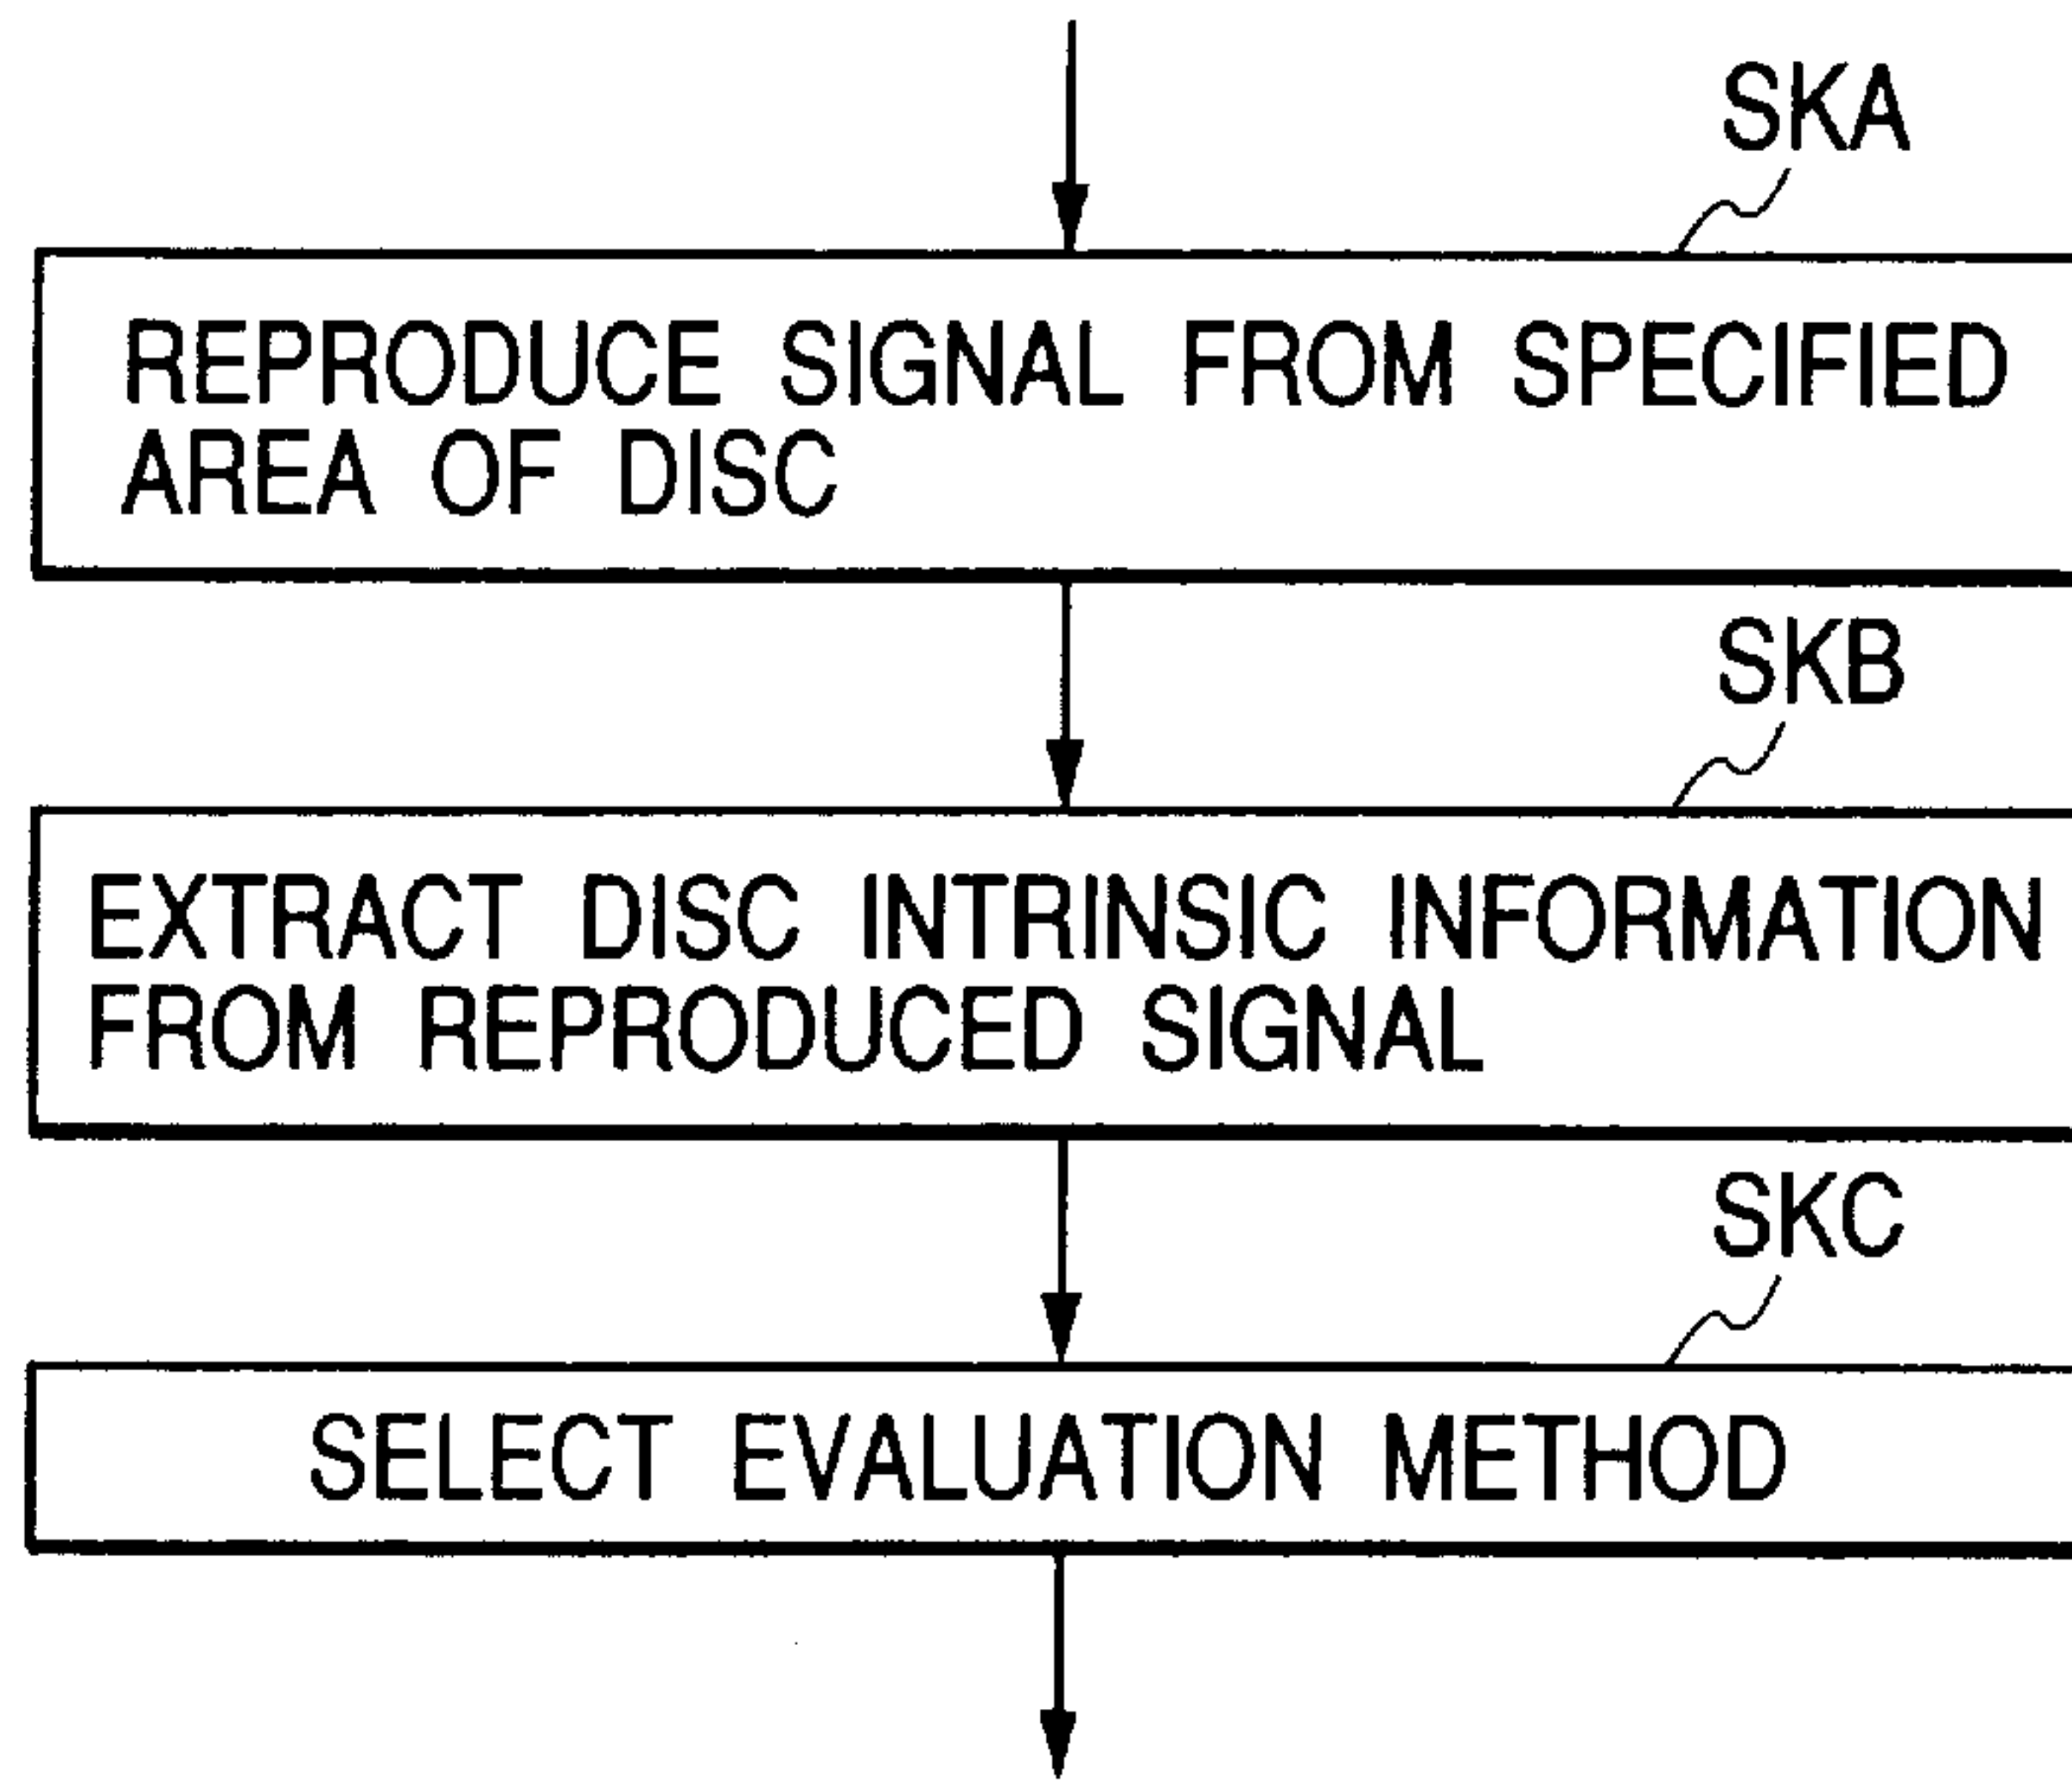 SKA
REPRODUCE SIGNAL FROM SPECIFIED
AREA OF DISC
SKB
EXTRACT DISC INTRINSIC INFORMATION
FROM REPRODUCED SIGNAL
SKC
SELECT EVALUATION METHOD